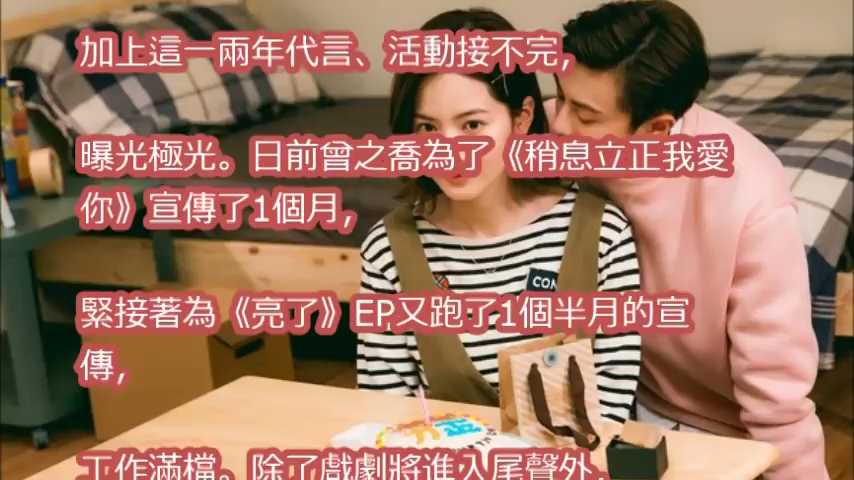 加上這一兩年代言、活動接不完，
曝光極光。日前曾之喬為了《稍息立正我愛
你》宣傳了1個月，
緊接著為《亮了》EP又跑了1個半月的宣
傳，
工作滿檔。除了戲劇將進入尾聲外，
CON